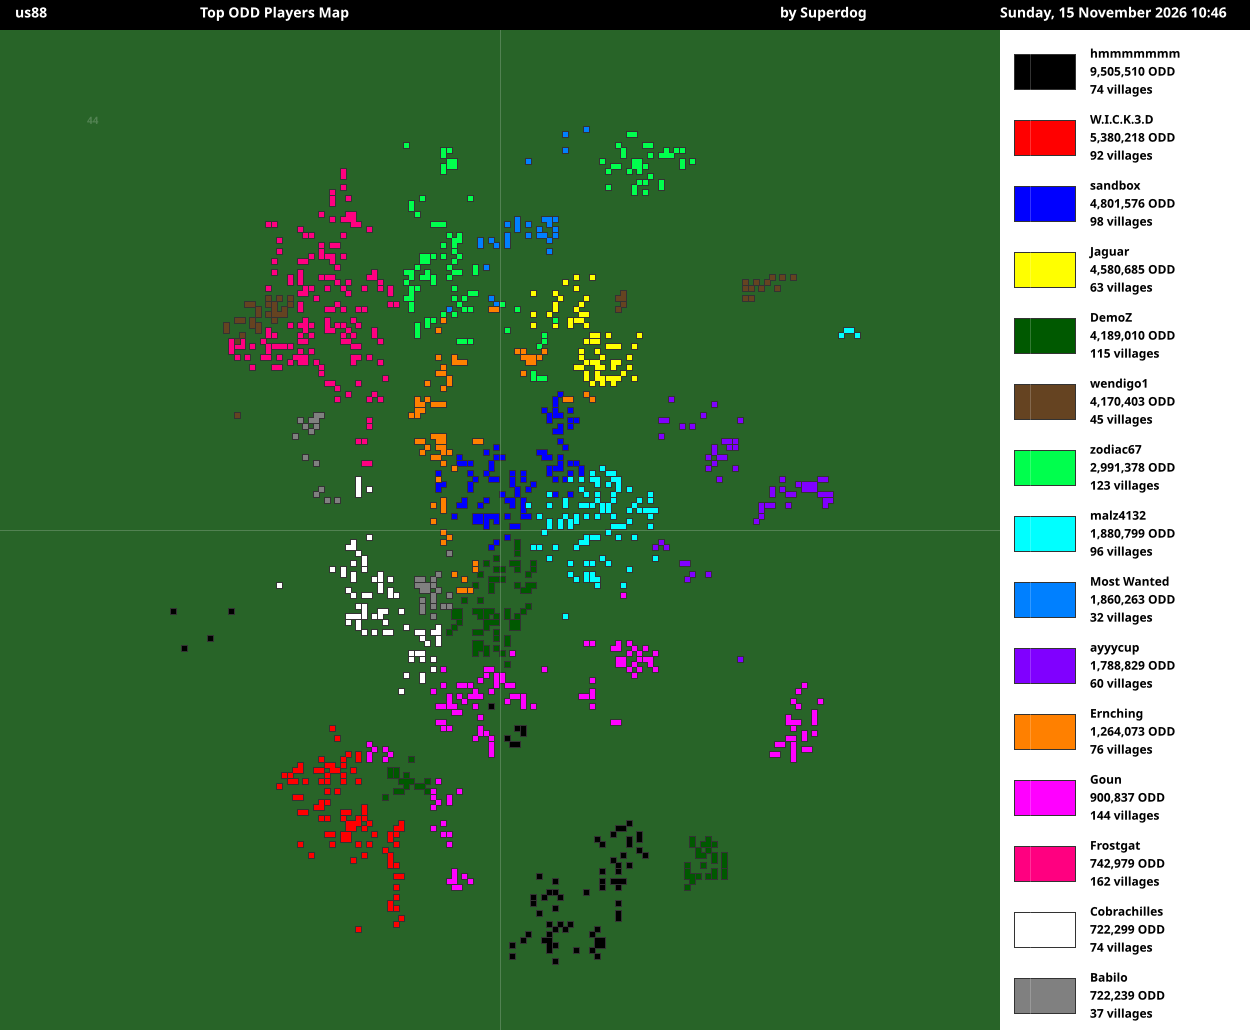 us88 Top ODD Players Map by Superdog Sunday, 15 November 2026 10:46
44
hmmmmmmm
9,505,510 ODD
74 villages
W.I.C.K.3.D
5,380,218 ODD
92 villages
sandbox
4,801,576 ODD
98 villages
Jaguar
4,580,685 ODD
63 villages
DemoZ
4,189,010 ODD
115 villages
wendigo1
4,170,403 ODD
45 villages
zodiac67
2,991,378 ODD
123 villages
malz4132
1,880,799 ODD
96 villages
Most Wanted
1,860,263 ODD
32 villages
ayyycup
1,788,829 ODD
60 villages
Ernching
1,264,073 ODD
76 villages
Goun
900,837 ODD
144 villages
Frostgat
742,979 ODD
162 villages
Cobrachilles
722,299 ODD
74 villages
Babilo
722,239 ODD
37 villages